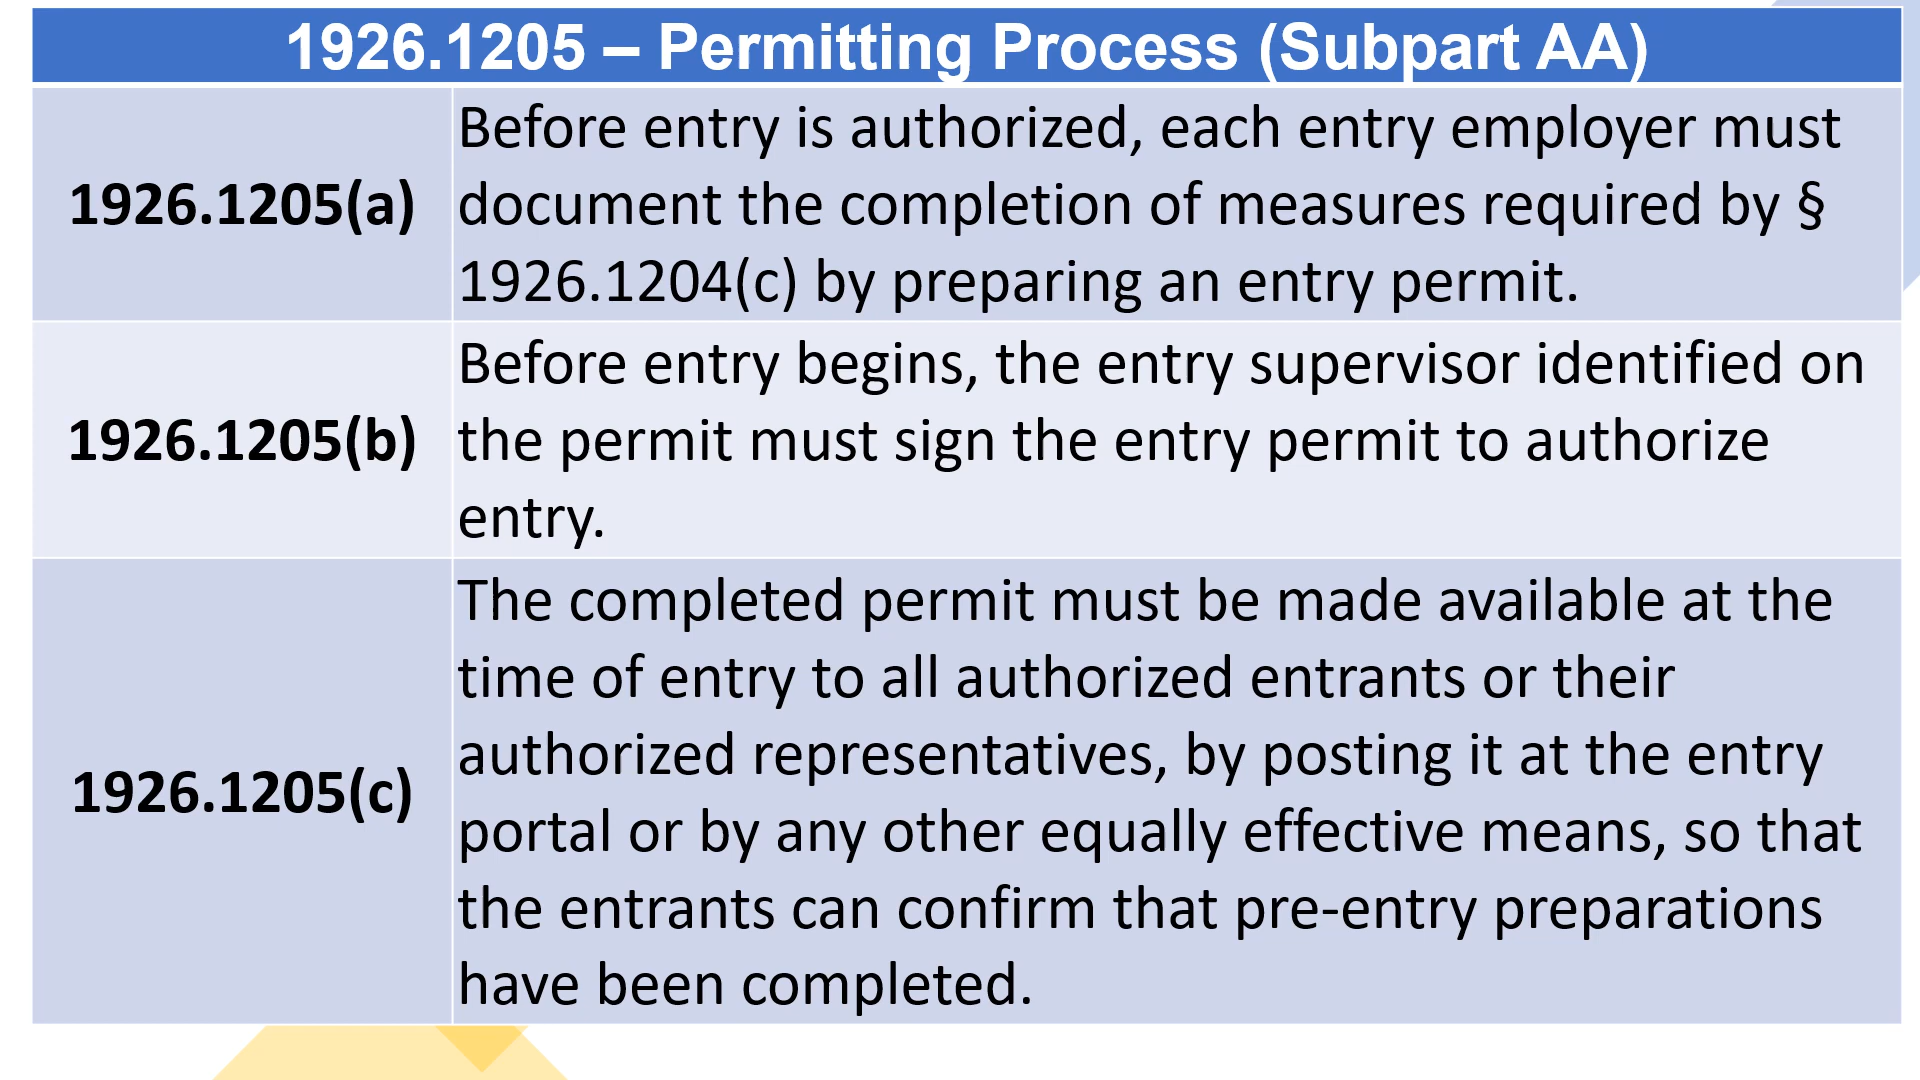 1926.1205 – Permitting Process (Subpart AA)
1926.1205(a)
Before entry is authorized, each entry employer must
document the completion of measures required by §
1926.1204(c) by preparing an entry permit.
1926.1205(b)
Before entry begins, the entry supervisor identified on
the permit must sign the entry permit to authorize
entry.
1926.1205(c)
The completed permit must be made available at the
time of entry to all authorized entrants or their
authorized representatives, by posting it at the entry
portal or by any other equally effective means, so that
the entrants can confirm that pre-entry preparations
have been completed.